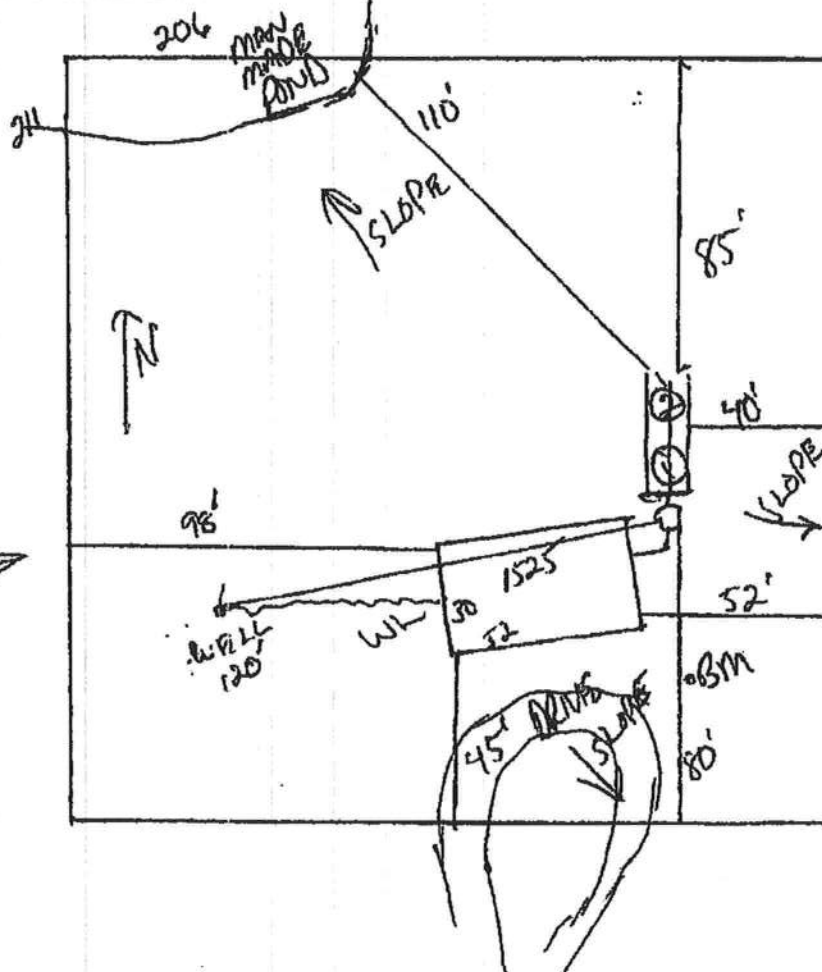 206
MAN
MADE
POND
211
110'
SLOPE
85'
N
40'
SLOPE
98'
1525
52'
30
WL
52
WELL
120'
.BM
DRIVE
SLOPE
45'
80'